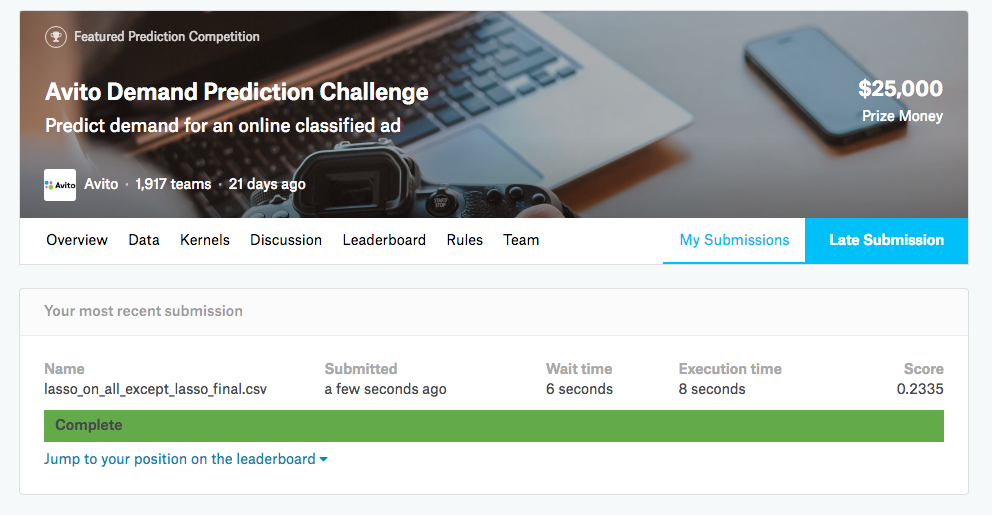 Featured Prediction Competition
Avito Demand Prediction Challenge
$25,000
Predict demand for an online classified ad
Prize Money
Avito Avito · 1,917 teams · 21 days ago
START STOP
Overview Data Kernels Discussion Leaderboard Rules Team My Submissions Late Submission
Your most recent submission
Name Submitted Wait time Execution time Score
lasso_on_all_except_lasso_final.csv a few seconds ago 6 seconds 8 seconds 0.2335
Complete
Jump to your position on the leaderboard